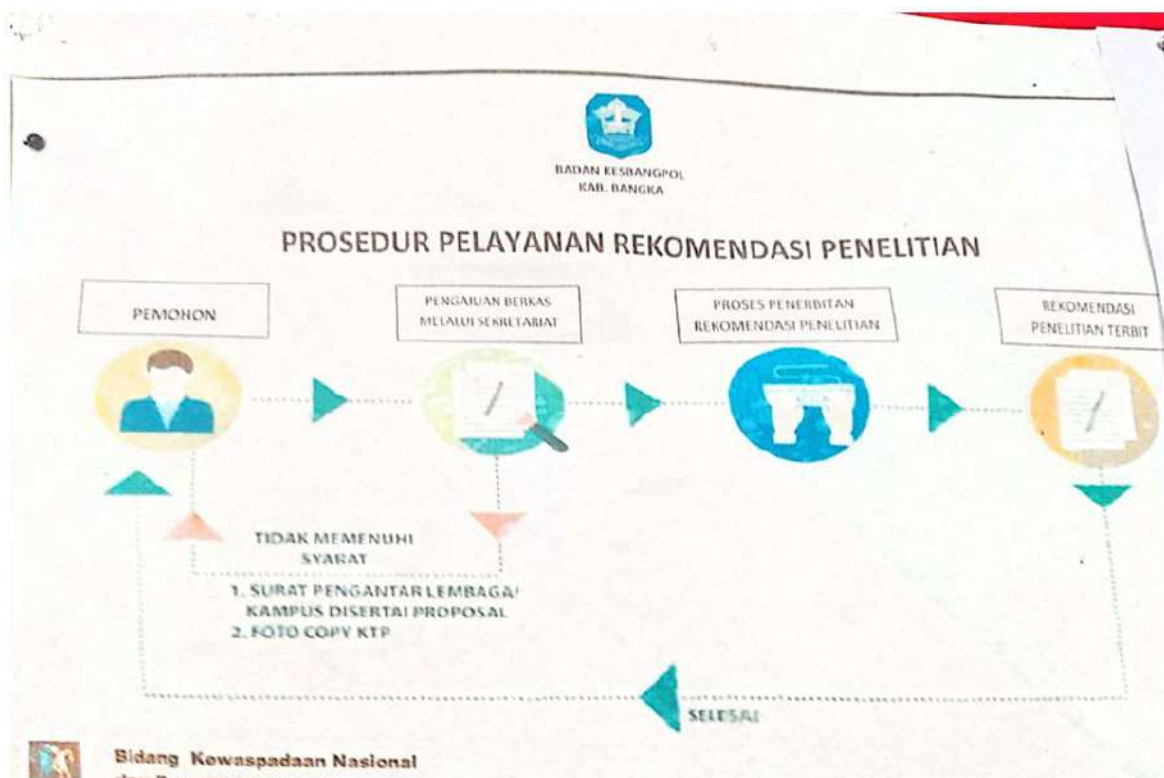 BADAN KESBANGPOL
KAB. BANGKA
PROSEDUR PELAYANAN REKOMENDASI PENELITIAN
PEMOHON
PENGAJUAN BERKAS
MELALUI SEKRETARIAT
PROSES PENERBITAN
REKOMENDASI PENELITIAN
REKOMENDASI
PENELITIAN TERBIT
TIDAK MEMENUHI
SYARAT
1. SURAT PENGANTAR LEMBAGA/
KAMPUS DISERTAI PROPOSAL
2. FOTO COPY KTP
SELESAI
Bidang Kewaspadaan Nasional